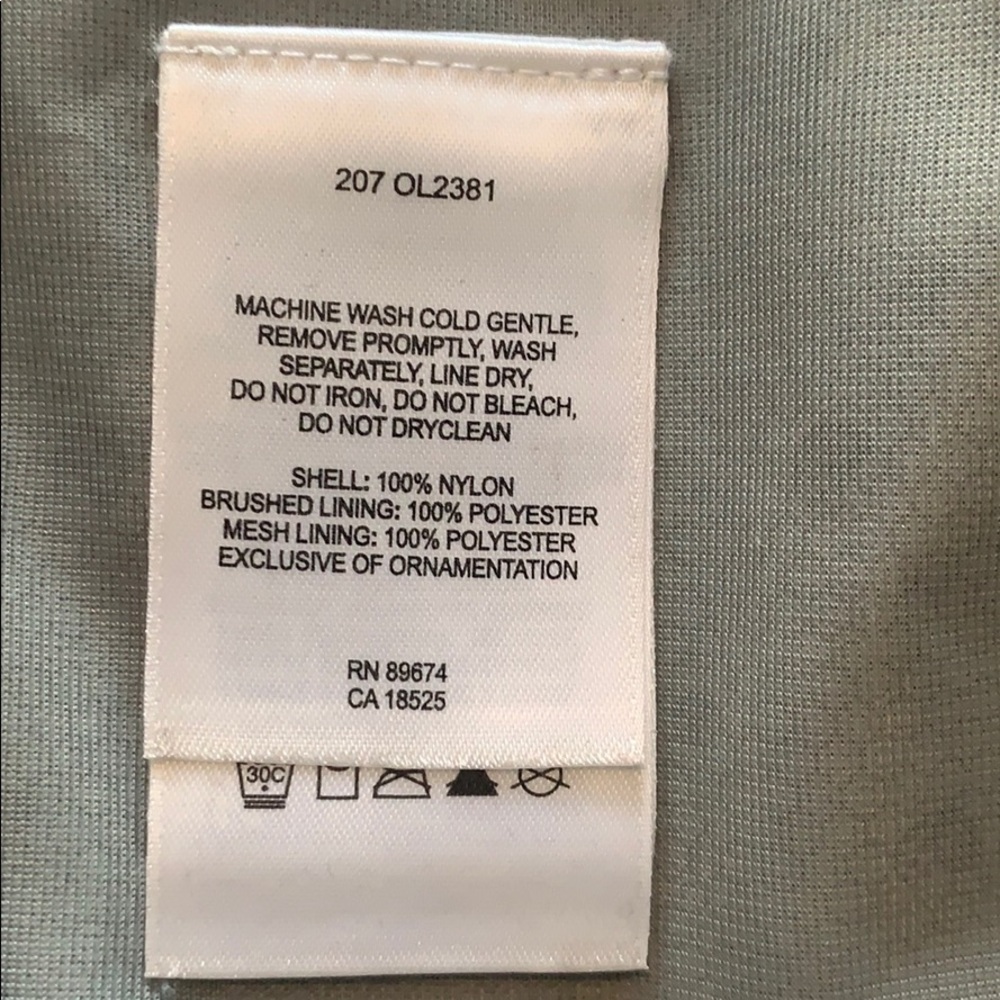 207 OL2381
MACHINE WASH COLD GENTLE,
REMOVE PROMPTLY, WASH
SEPARATELY, LINE DRY,
DO NOT IRON, DO NOT BLEACH,
DO NOT DRYCLEAN
SHELL: 100% NYLON
BRUSHED LINING: 100% POLYESTER
MESH LINING: 100% POLYESTER
EXCLUSIVE OF ORNAMENTATION
RN 89674
CA 18525
30C